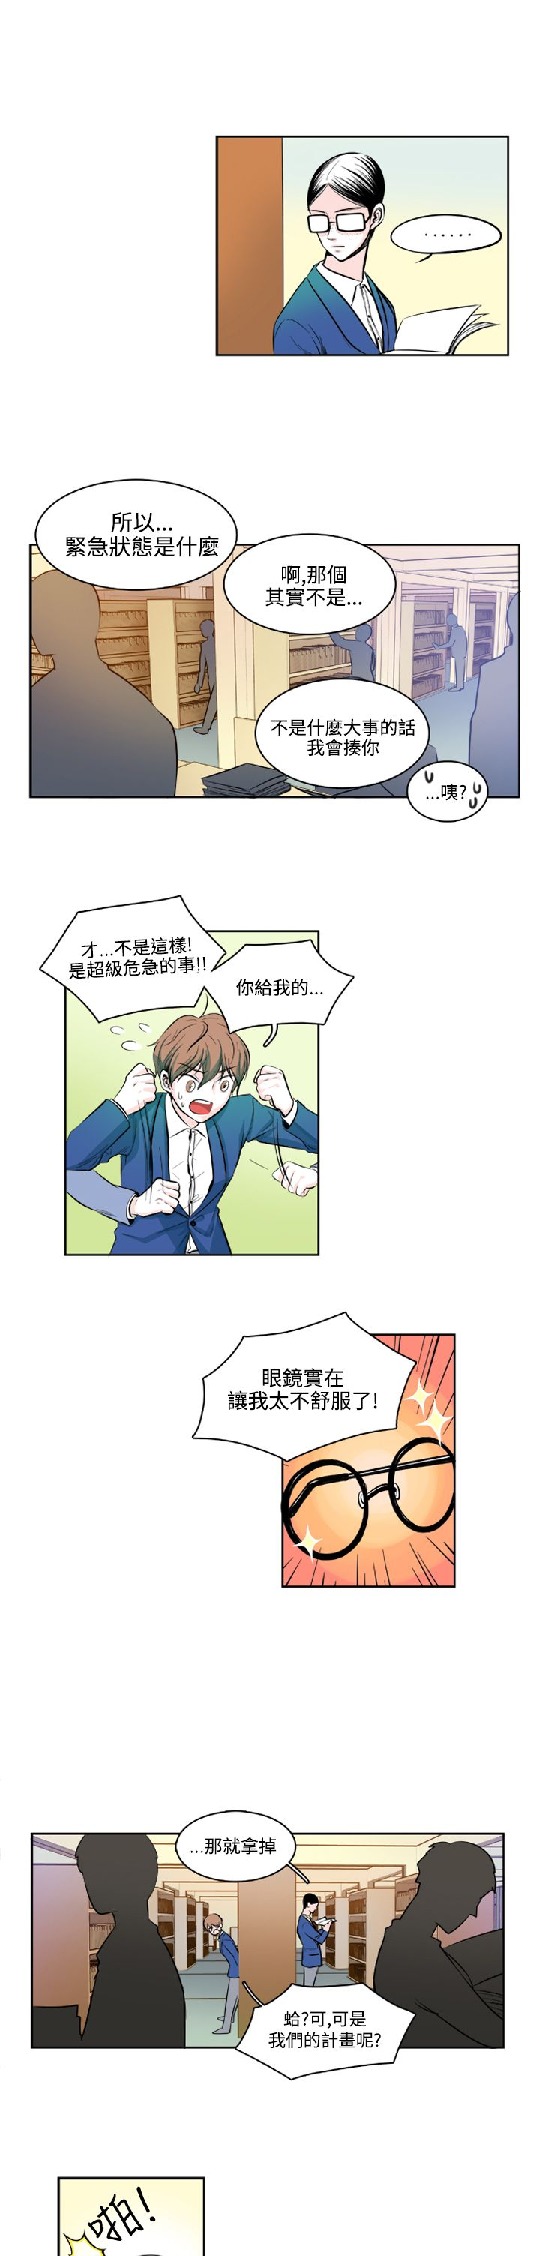 ......
所以...
緊急狀態是什麼
啊,那個
其實不是...
不是什麼大事的話
我會揍你
...咦?
才...不是這樣!
是超級危急的事!!
你給我的...
眼鏡實在
讓我太不舒服了!
...那就拿掉
蛤?可,可是
我們的計畫呢?
啪!